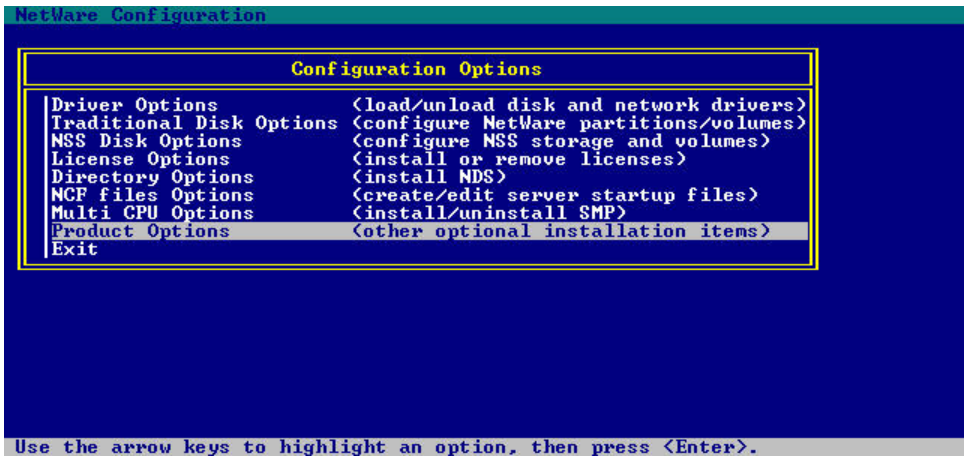 NetWare Configuration
Configuration Options
Driver Options (load/unload disk and network drivers)
Traditional Disk Options (configure NetWare partitions/volumes)
NSS Disk Options (configure NSS storage and volumes)
License Options (install or remove licenses)
Directory Options (install NDS)
NCF files Options (create/edit server startup files)
Multi CPU Options (install/uninstall SMP)
Product Options (other optional installation items)
Exit
Use the arrow keys to highlight an option, then press <Enter>.